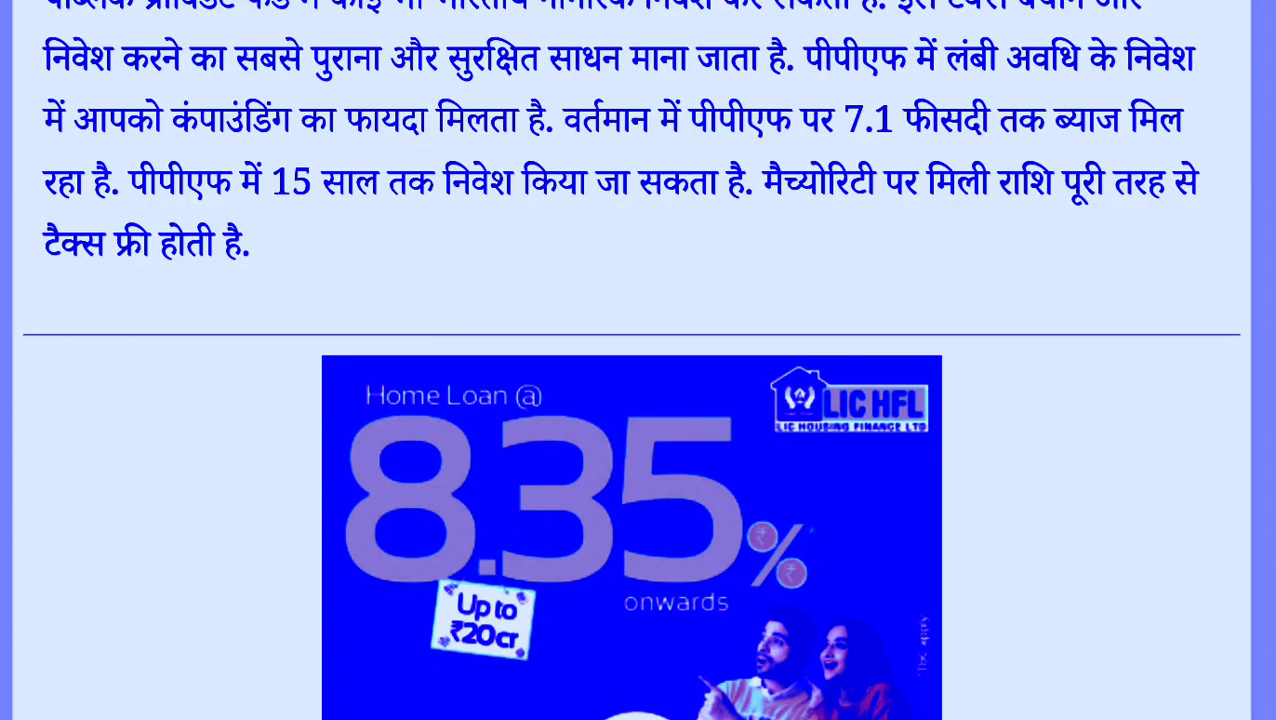 निवेश करने का सबसे पुराना और सुरक्षित साधन माना जाता है. पीपीएफ में लंबी अवधि के निवेश
में आपको कंपाउंडिंग का फायदा मिलता है. वर्तमान में पीपीएफ पर 7.1 फीसदी तक ब्याज मिल
रहा है. पीपीएफ में 15 साल तक निवेश किया जा सकता है. मैच्योरिटी पर मिली राशि पूरी तरह से
टैक्स फ्री होती है.
Home Loan @
LIC HFL
LIC HOUSING FINANCE LTD
8.35%*
onwards
Up to
₹20cr